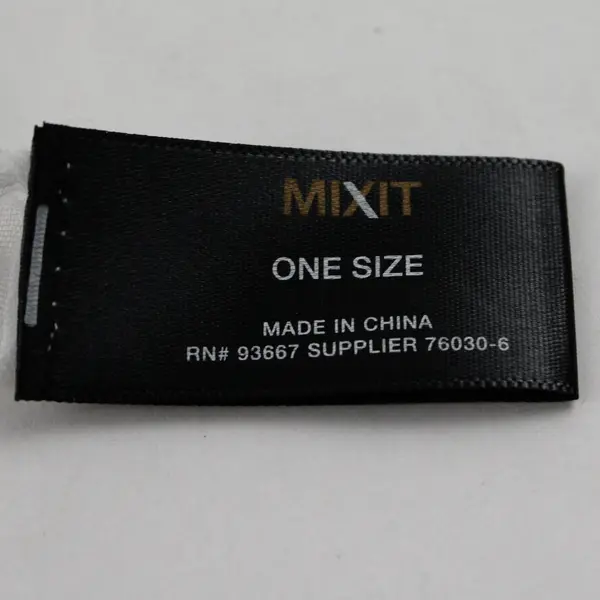 MIXIT
ONE SIZE
MADE IN CHINA
RN# 93667 SUPPLIER 76030-6